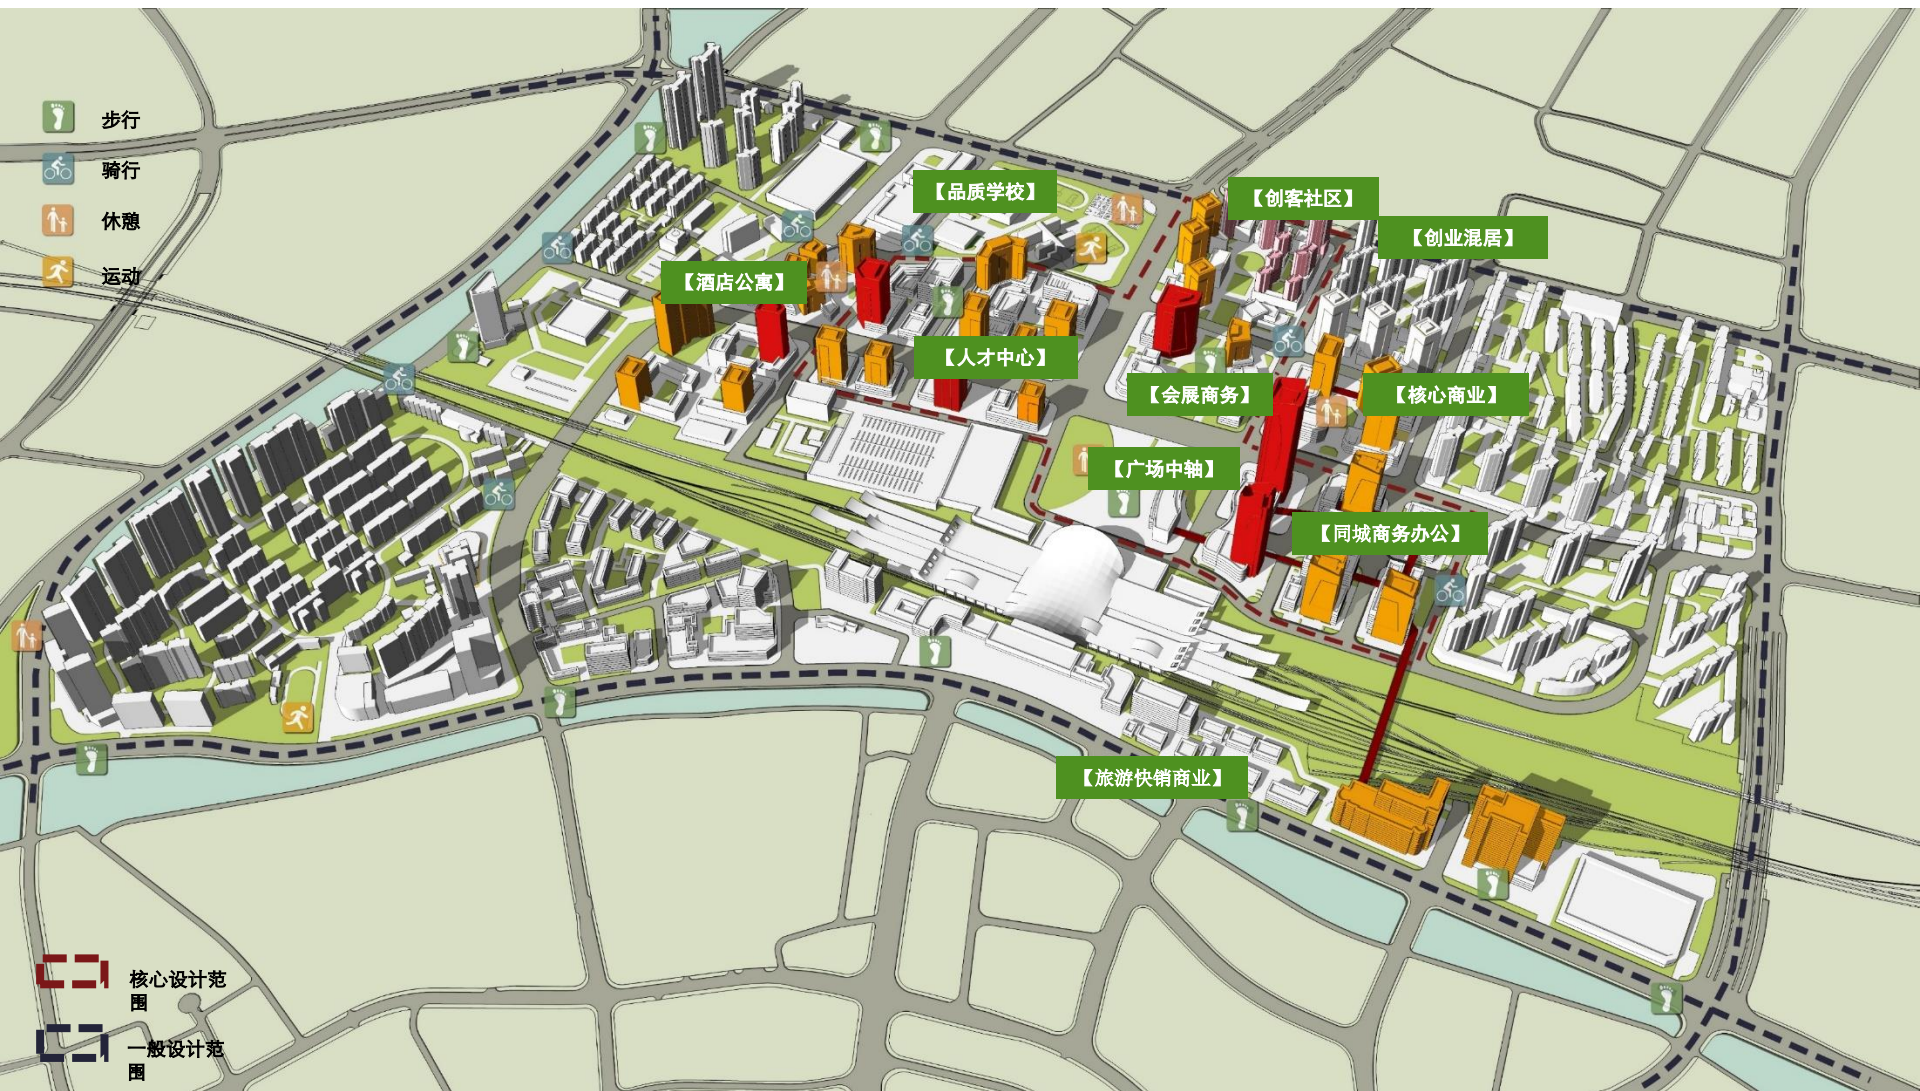 步行
骑行
休憩
运动
【品质学校】
【创客社区】
【创业混居】
【酒店公寓】
【人才中心】
【会展商务】
【核心商业】
【广场中轴】
【同城商务办公】
【旅游快销商业】
核心设计范
围
一般设计范
围